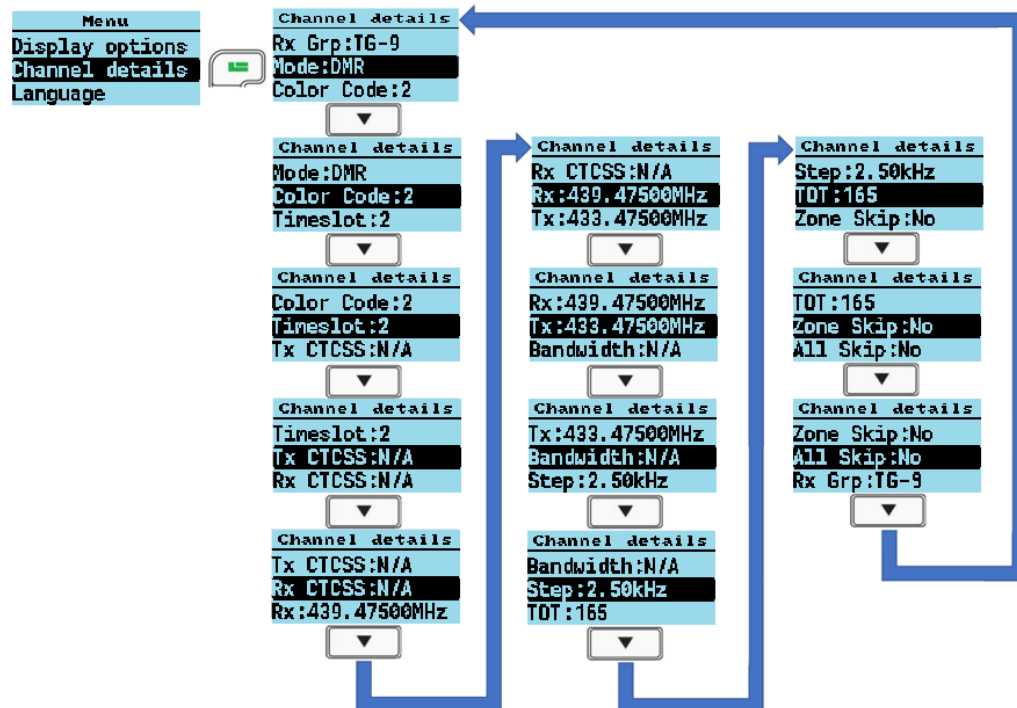 Menu
Display options
Channel details
Language
Channel details
Rx Grp:TG-9
Mode:DMR
Color Code:2
Channel details
Mode:DMR
Color Code:2
Timeslot:2
Channel details
Color Code:2
Timeslot:2
Tx CTCSS:N/A
Channel details
Timeslot:2
Tx CTCSS:N/A
Rx CTCSS:N/A
Channel details
Tx CTCSS:N/A
Rx CTCSS:N/A
Rx:439.47500MHz
Channel details
Rx CTCSS:N/A
Rx:439.47500MHz
Tx:433.47500MHz
Channel details
Rx:439.47500MHz
Tx:433.47500MHz
Bandwidth:N/A
Channel details
Tx:433.47500MHz
Bandwidth:N/A
Step:2.50kHz
Channel details
Bandwidth:N/A
Step:2.50kHz
TOT:165
Channel details
Step:2.50kHz
TOT:165
Zone Skip:No
Channel details
TOT:165
Zone Skip:No
All Skip:No
Channel details
Zone Skip:No
All Skip:No
Rx Grp:TG-9